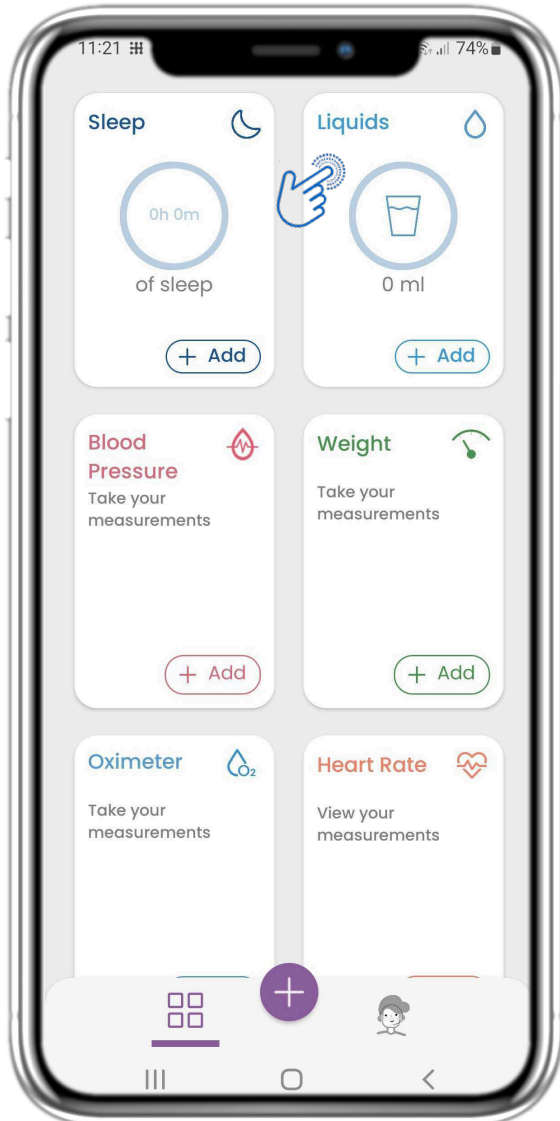 11:21 74%
Sleep
0h 0m
of sleep
+ Add
Liquids
0 ml
+ Add
Blood
Pressure
Take your
measurements
+ Add
Weight
Take your
measurements
+ Add
Oximeter
O2
Take your
measurements
Heart Rate
View your
measurements
+